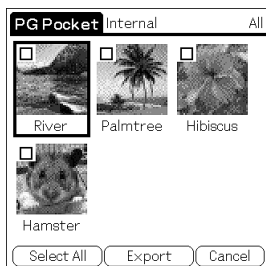 PG Pocket Internal All
River Palmtree Hibiscus
Hamster
Select All Export Cancel